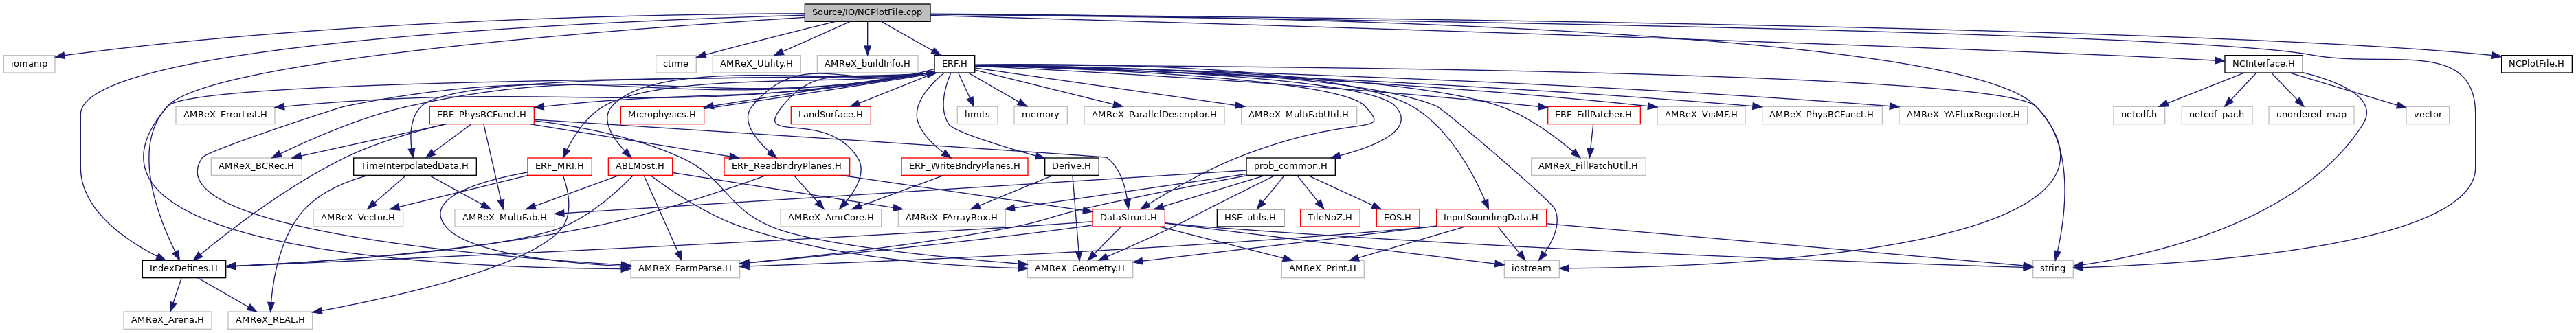 Source/IO/NCPlotFile.cpp
iomanip
ctime
AMReX_Utility.H
AMReX_buildInfo.H
ERF.H
NCInterface.H
NCPlotFile.H
AMReX_ErrorList.H
ERF_PhysBCFunct.H
Microphysics.H
LandSurface.H
limits
memory
AMReX_ParallelDescriptor.H
AMReX_MultiFabUtil.H
ERF_FillPatcher.H
AMReX_VisMF.H
AMReX_PhysBCFunct.H
AMReX_YAFluxRegister.H
netcdf.h
netcdf_par.h
unordered_map
vector
AMReX_BCRec.H
TimeInterpolatedData.H
ERF_MRI.H
ABLMost.H
ERF_ReadBndryPlanes.H
ERF_WriteBndryPlanes.H
Derive.H
prob_common.H
AMReX_FillPatchUtil.H
AMReX_Vector.H
AMReX_MultiFab.H
AMReX_AmrCore.H
AMReX_FArrayBox.H
DataStruct.H
HSE_utils.H
TileNoZ.H
EOS.H
InputSoundingData.H
IndexDefines.H
AMReX_ParmParse.H
AMReX_Geometry.H
AMReX_Print.H
iostream
string
AMReX_Arena.H
AMReX_REAL.H